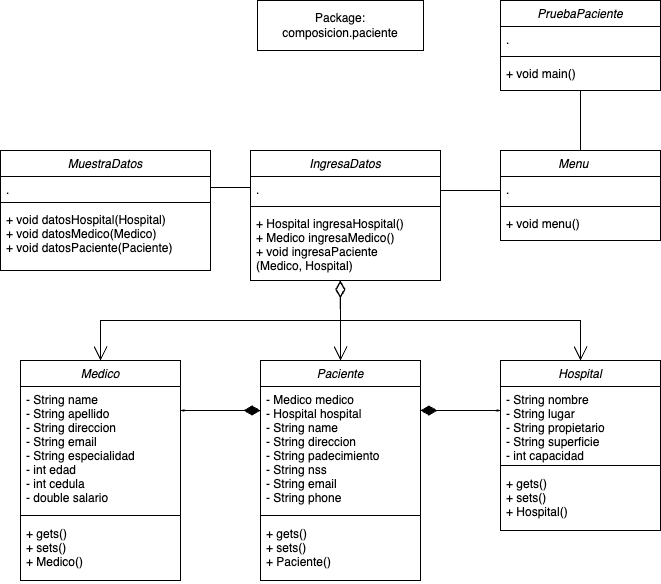 Package:
composicion.paciente
PruebaPaciente
.
+ void main()
MuestraDatos
.
+ void datosHospital(Hospital)
+ void datosMedico(Medico)
+ void datosPaciente(Paciente)
IngresaDatos
.
+ Hospital ingresaHospital()
+ Medico ingresaMedico()
+ void ingresaPaciente
(Medico, Hospital)
Menu
.
+ void menu()
Medico
- String name
- String apellido
- String direccion
- String email
- String especialidad
- int edad
- int cedula
- double salario
+ gets()
+ sets()
+ Medico()
Paciente
- Medico medico
- Hospital hospital
- String name
- String direccion
- String padecimiento
- String nss
- String email
- String phone
+ gets()
+ sets()
+ Paciente()
Hospital
- String nombre
- String lugar
- String propietario
- String superficie
- int capacidad
+ gets()
+ sets()
+ Hospital()